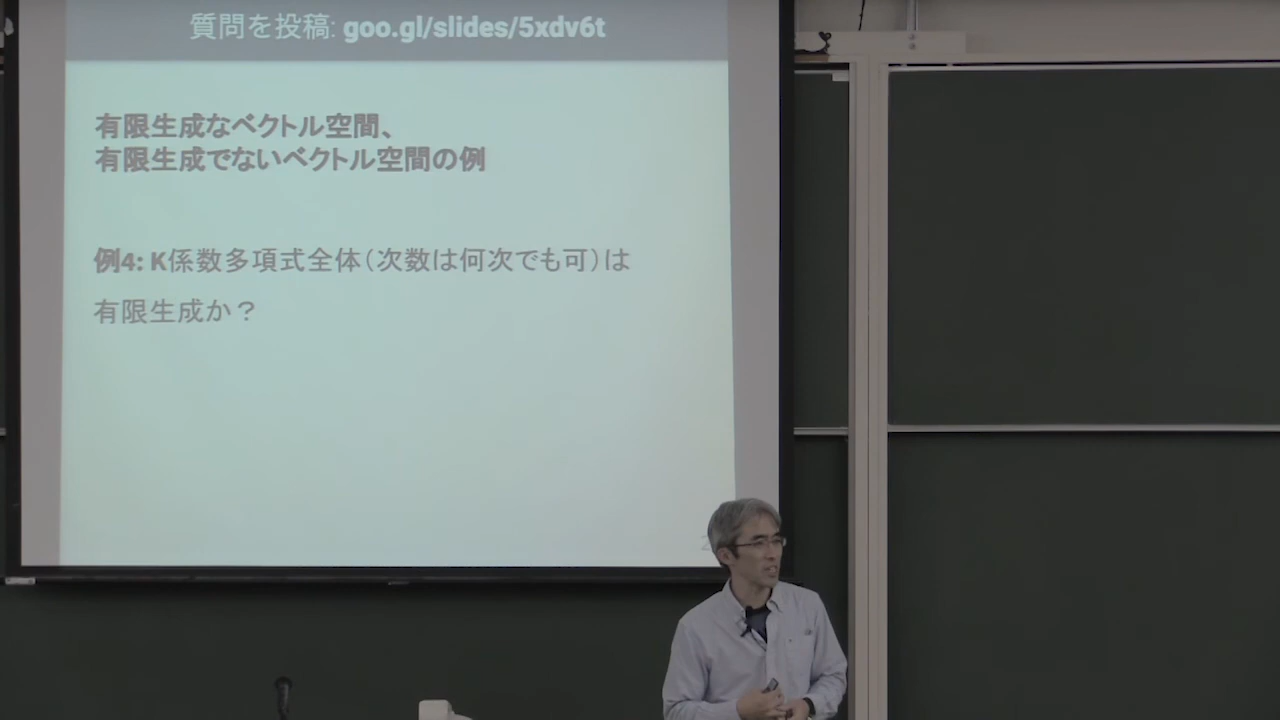 質問を投稿: goo.gl/slides/5xdv6t
有限生成なベクトル空間、
有限生成でないベクトル空間の例
例4: K係数多項式全体(次数は何次でも可)は
有限生成か?